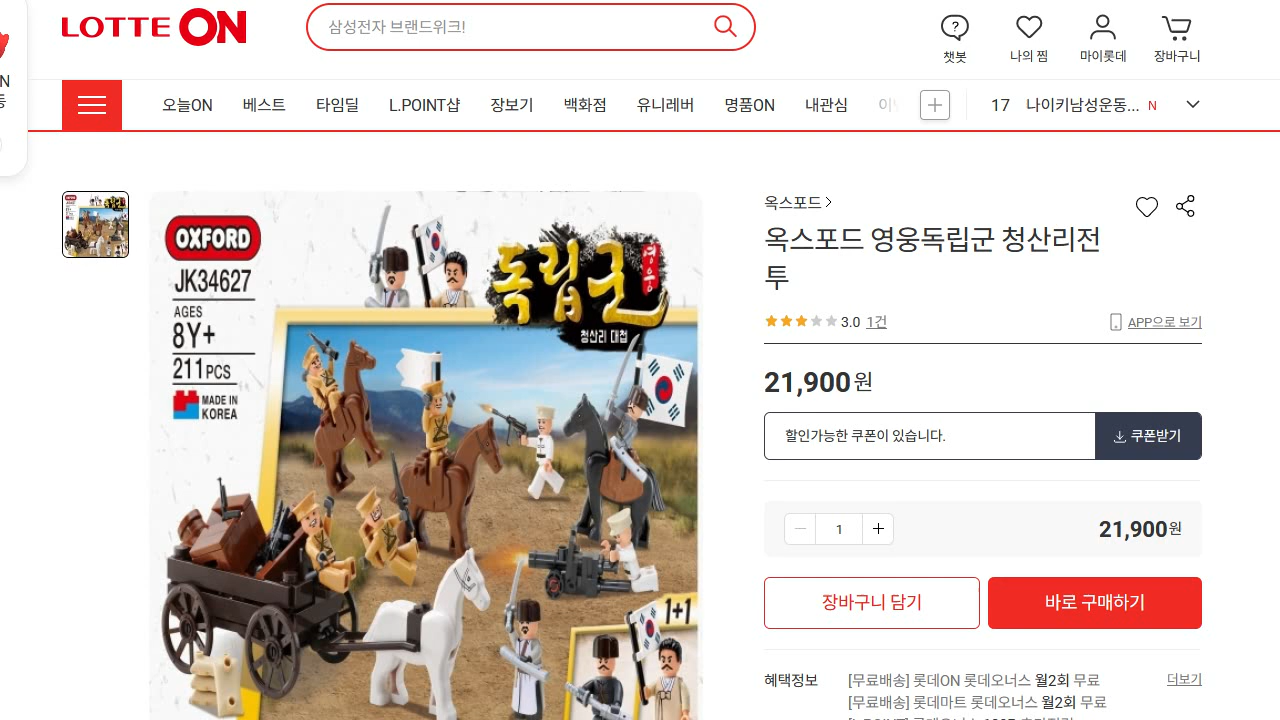 LOTTE ON
삼성전자 브랜드위크!
챗봇
나의 찜
마이롯데
장바구니
N
오늘ON
베스트
타임딜
L.POINT샵
장보기
백화점
유니레버
명품ON
내관심
17 나이키남성운동... N
OXFORD
JK34627
AGES
8Y+
211PCS
MADE IN
KOREA
영웅
독립군
청산리 대첩
1+1
옥스포드
옥스포드 영웅독립군 청산리전
투
3.0 1건
APP으로 보기
21,900원
할인가능한 쿠폰이 있습니다.
쿠폰받기
1
21,900원
장바구니 담기
바로 구매하기
혜택정보
[무료배송] 롯데ON 롯데오너스 월2회 무료
더보기
[무료배송] 롯데마트 롯데오너스 월2회 무료